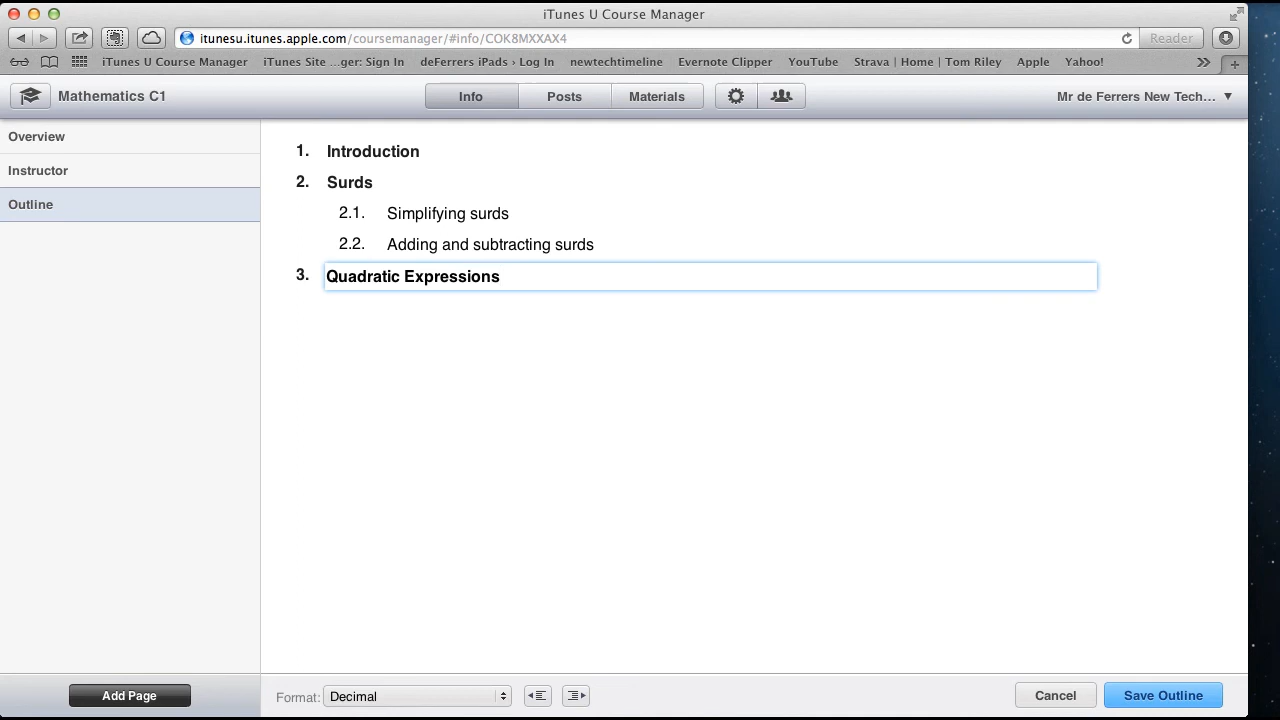 iTunes U Course Manager
itunesu.itunes.apple.com/coursemanager/#info/COK8MXXAX4
Reader
iTunes U Course Manager iTunes Site ...ger: Sign In deFerrers iPads › Log In newtechtimeline Evernote Clipper YouTube Strava | Home | Tom Riley Apple Yahoo!
Mathematics C1 Info Posts Materials Mr de Ferrers New Tech...
Overview
Instructor
Outline
1. Introduction
2. Surds
2.1. Simplifying surds
2.2. Adding and subtracting surds
3. Quadratic Expressions
Add Page Format: Decimal Cancel Save Outline